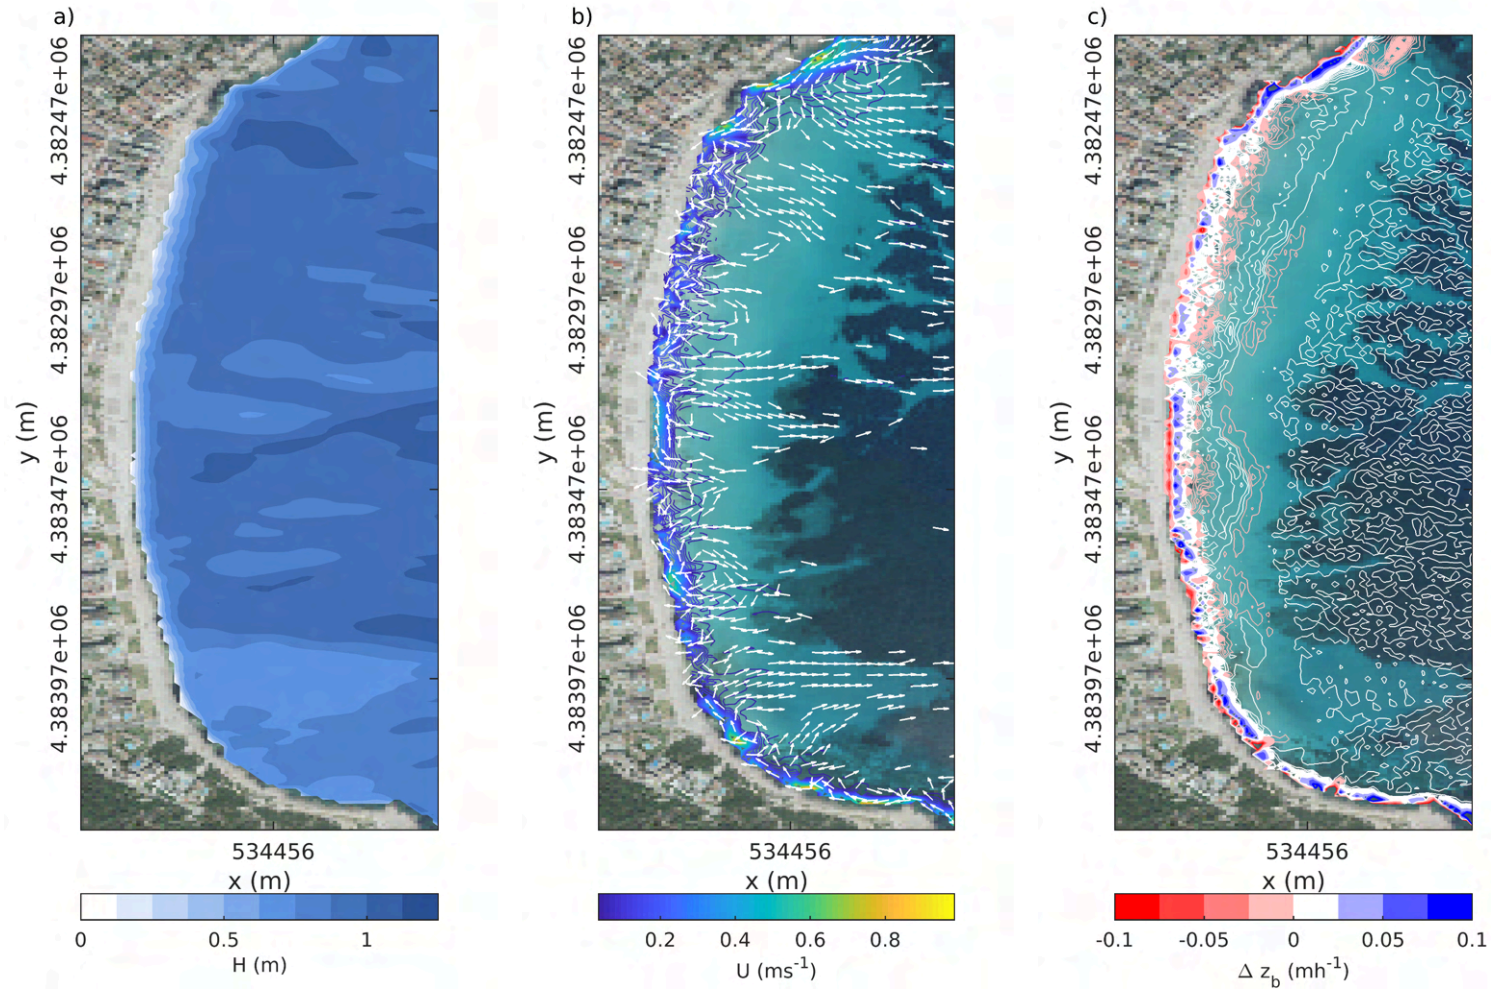 a)
b)
c)
4.38247e+06
4.38297e+06
4.38347e+06
4.38397e+06
y (m)
534456
x (m)
0
0.5
1
H (m)
4.38247e+06
4.38297e+06
4.38347e+06
4.38397e+06
y (m)
534456
x (m)
0.2
0.4
0.6
0.8
U (ms⁻¹)
4.38247e+06
4.38297e+06
4.38347e+06
4.38397e+06
y (m)
534456
x (m)
-0.1
-0.05
0
0.05
0.1
Δ z_b (mh⁻¹)